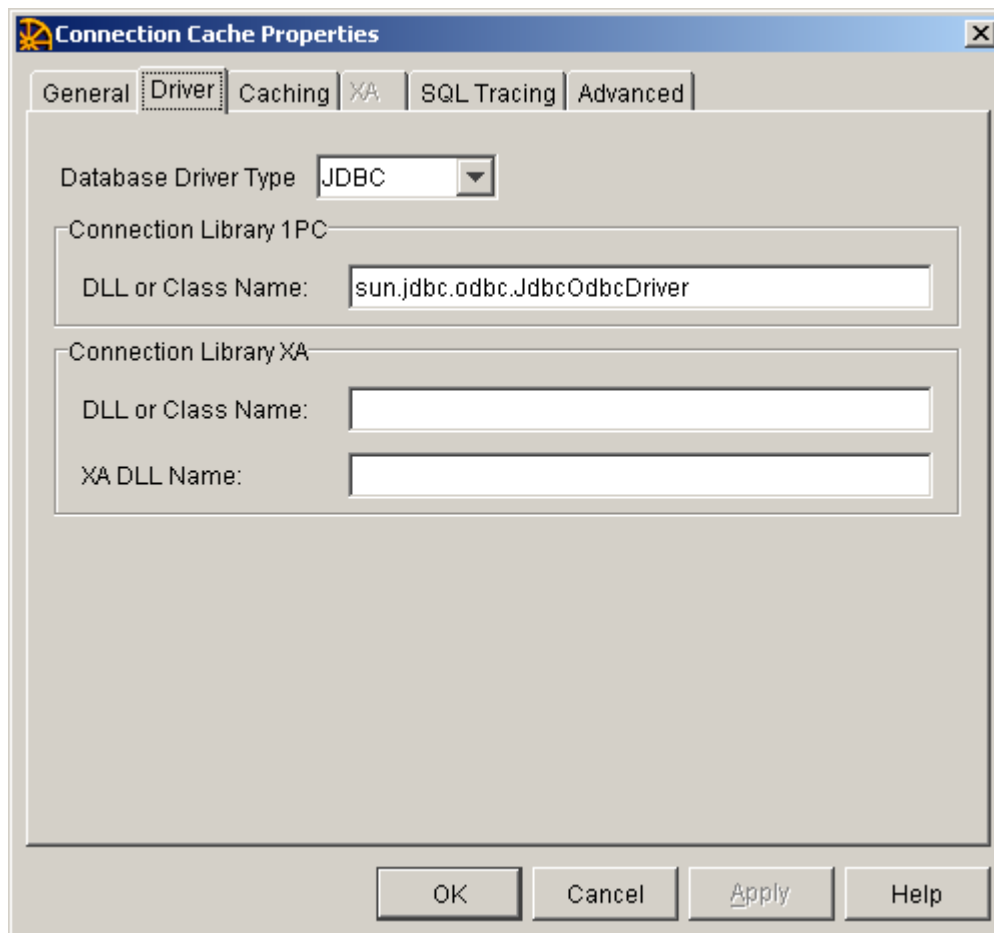 Connection Cache Properties
General Driver Caching XA SQL Tracing Advanced
Database Driver Type JDBC
Connection Library 1PC
DLL or Class Name: sun.jdbc.odbc.JdbcOdbcDriver
Connection Library XA
DLL or Class Name:
XA DLL Name:
OK Cancel Apply Help